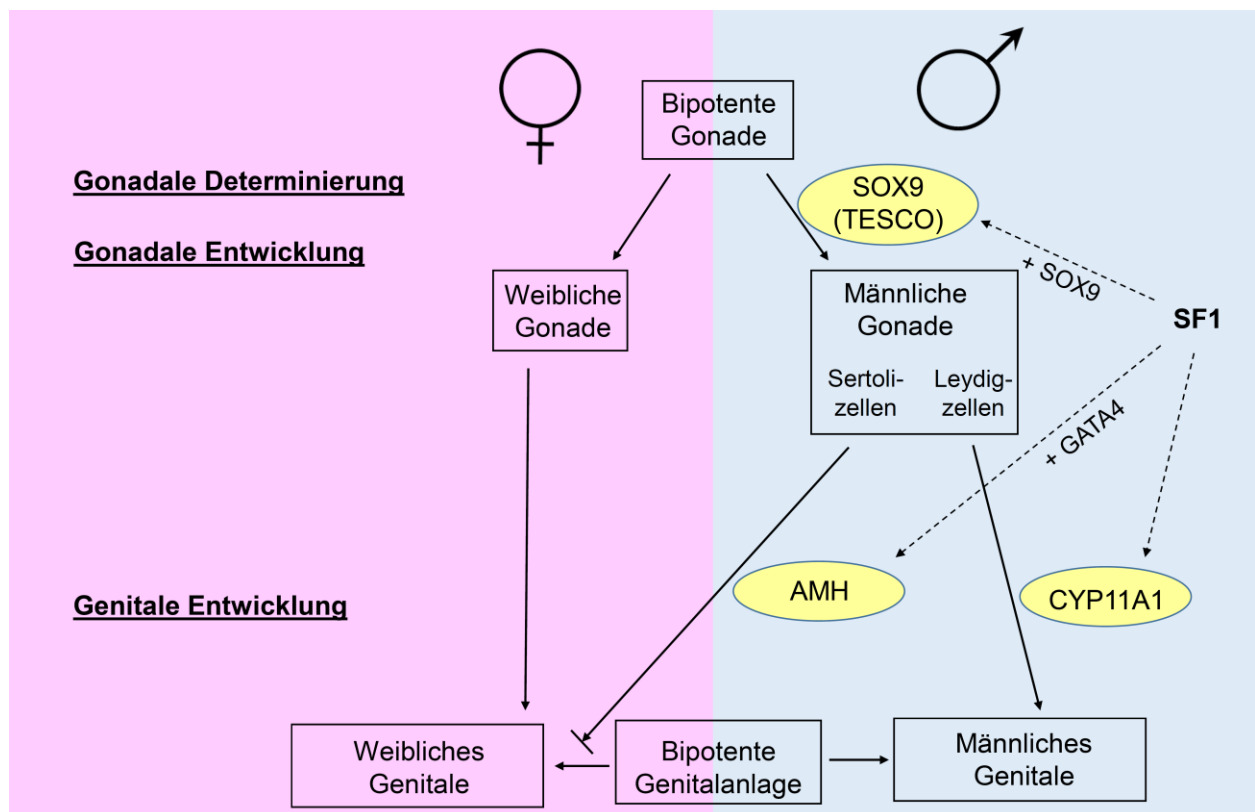 Bipotente
Gonade
Gonadale Determinierung
SOX9
(TESCO)
Gonadale Entwicklung
+ SOX9
Weibliche
Gonade
Männliche
Gonade
SF1
Sertoli-
zellen
Leydig-
zellen
+ GATA4
Genitale Entwicklung
AMH
CYP11A1
Weibliches
Genitale
Bipotente
Genitalanlage
Männliches
Genitale